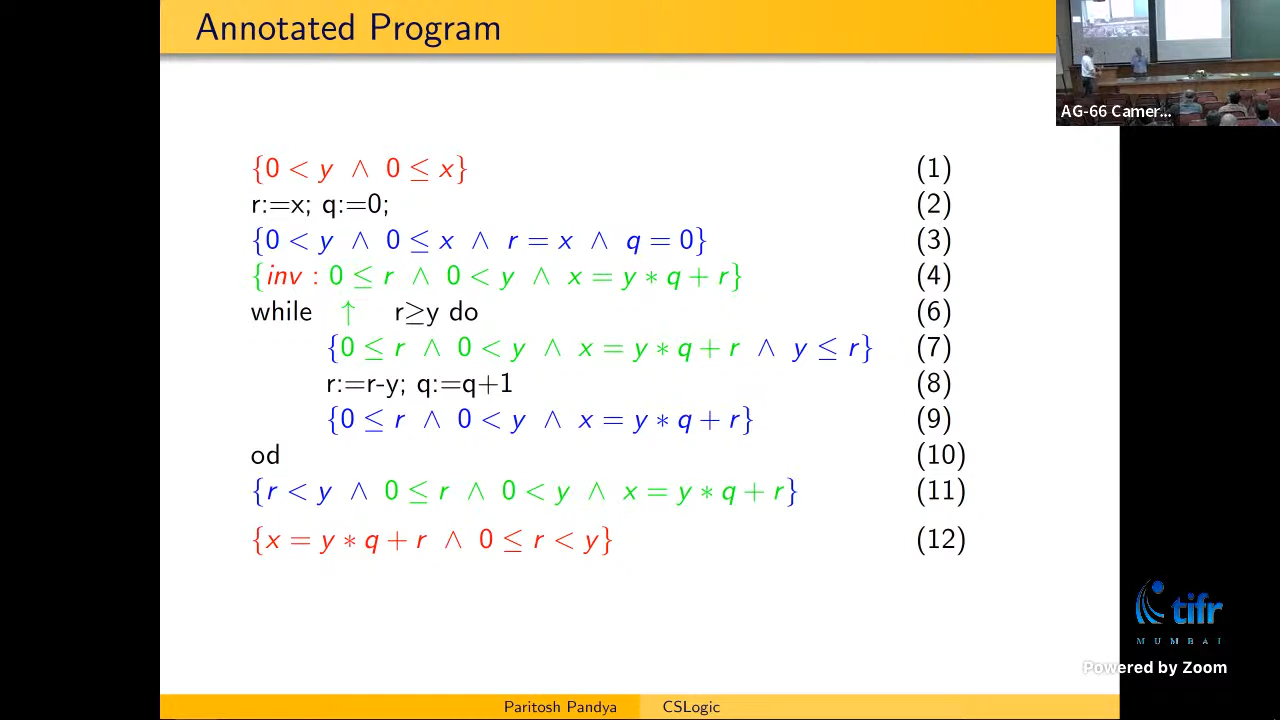 Annotated Program
AG-66 Camer...
{0 < y ∧ 0 ≤ x} (1)
r:=x; q:=0; (2)
{0 < y ∧ 0 ≤ x ∧ r = x ∧ q = 0} (3)
{inv : 0 ≤ r ∧ 0 < y ∧ x = y ∗ q + r} (4)
while ↑ r≥y do (6)
{0 ≤ r ∧ 0 < y ∧ x = y ∗ q + r ∧ y ≤ r} (7)
r:=r-y; q:=q+1 (8)
{0 ≤ r ∧ 0 < y ∧ x = y ∗ q + r} (9)
od (10)
{r < y ∧ 0 ≤ r ∧ 0 < y ∧ x = y ∗ q + r} (11)
{x = y ∗ q + r ∧ 0 ≤ r < y} (12)
tifr
MUMBAI
Powered by Zoom
Paritosh Pandya CSLogic